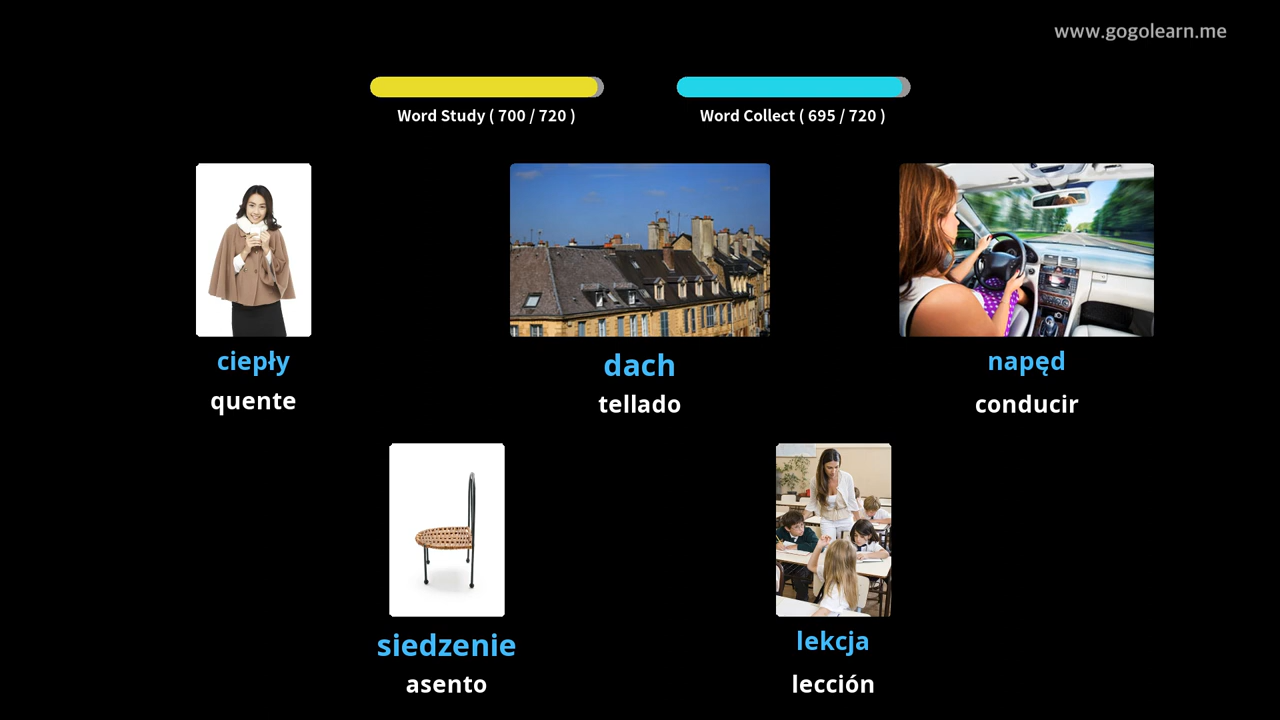 www.gogolearn.me
Word Study ( 700 / 720 )
Word Collect ( 695 / 720 )
ciepły
quente
dach
tellado
napęd
conducir
siedzenie
asento
lekcja
lección